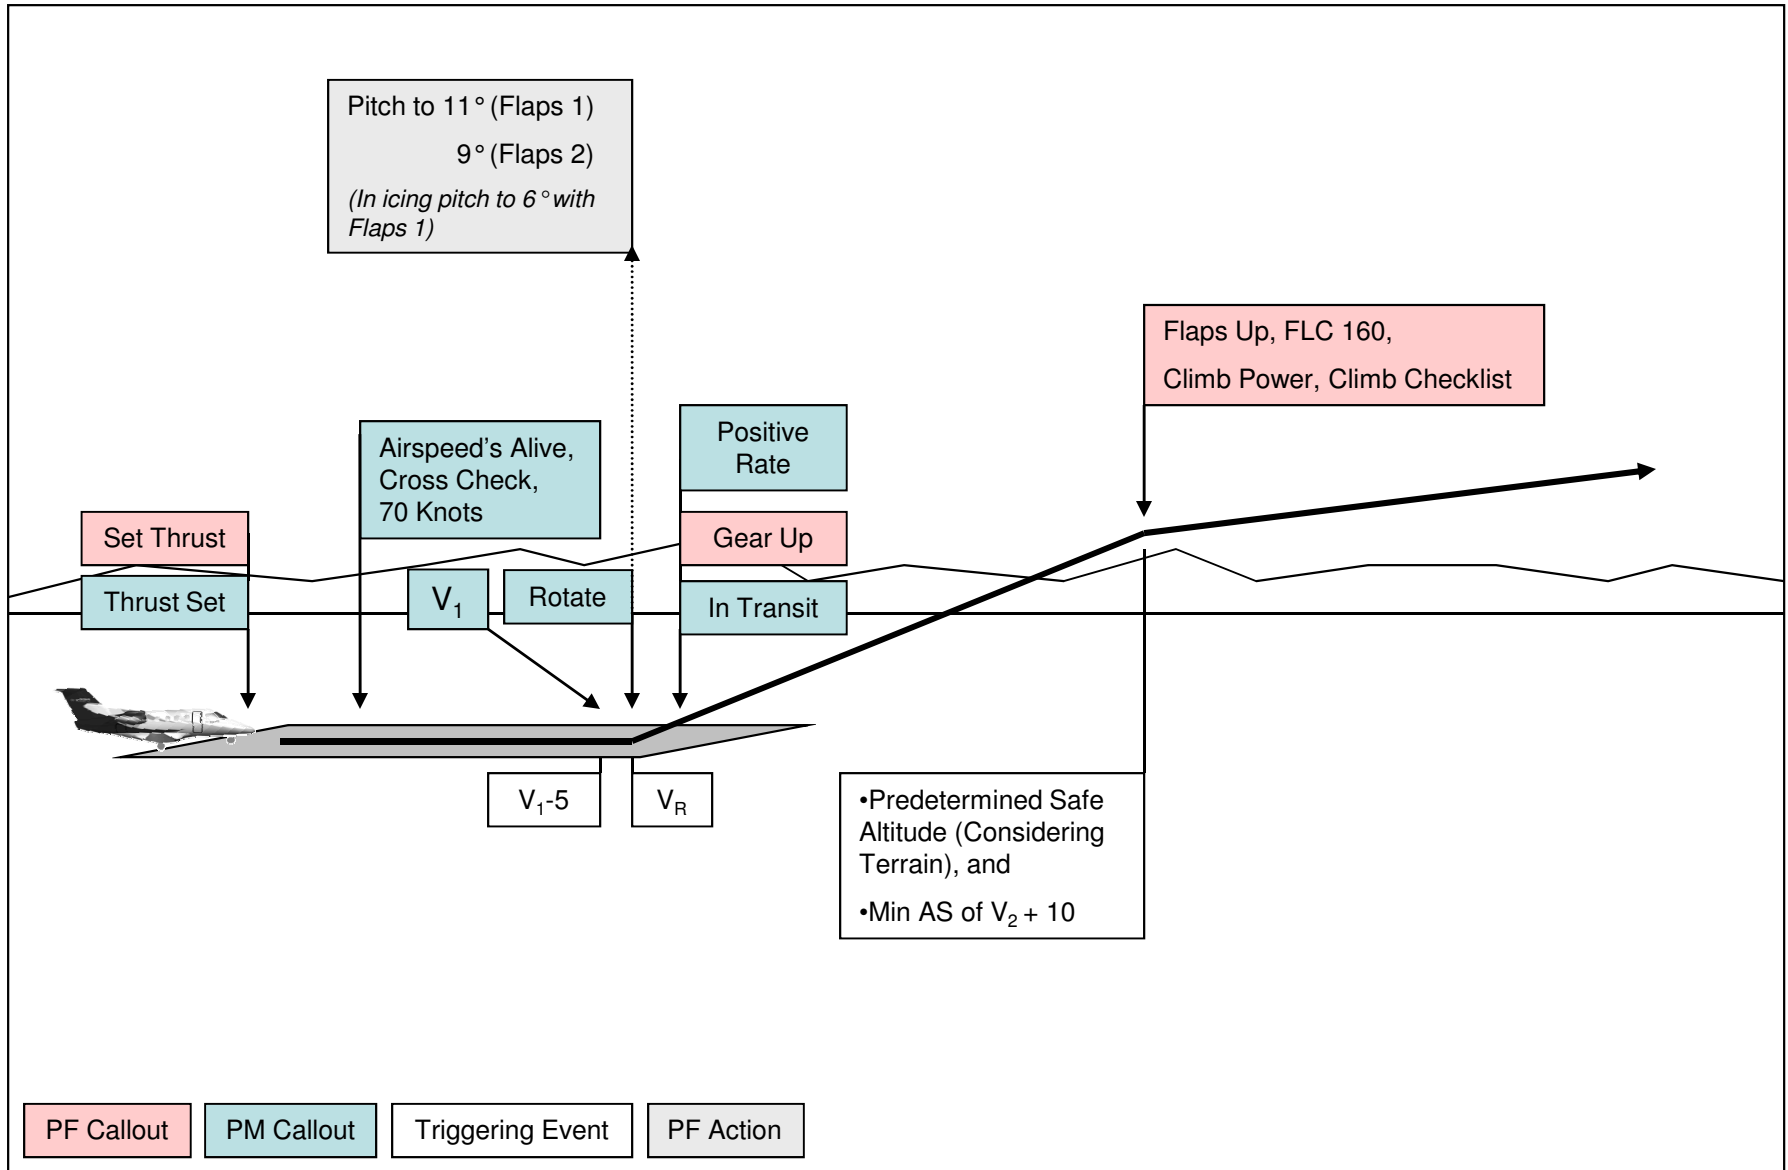 Pitch to 11° (Flaps 1)
9° (Flaps 2)
(In icing pitch to 6° with
Flaps 1)
Flaps Up, FLC 160,
Climb Power, Climb Checklist
Airspeed’s Alive,
Cross Check,
70 Knots
Positive
Rate
Set Thrust
Gear Up
Thrust Set
V1
Rotate
In Transit
V1-5
VR
•Predetermined Safe
Altitude (Considering
Terrain), and
•Min AS of V2 + 10
PF Callout
PM Callout
Triggering Event
PF Action